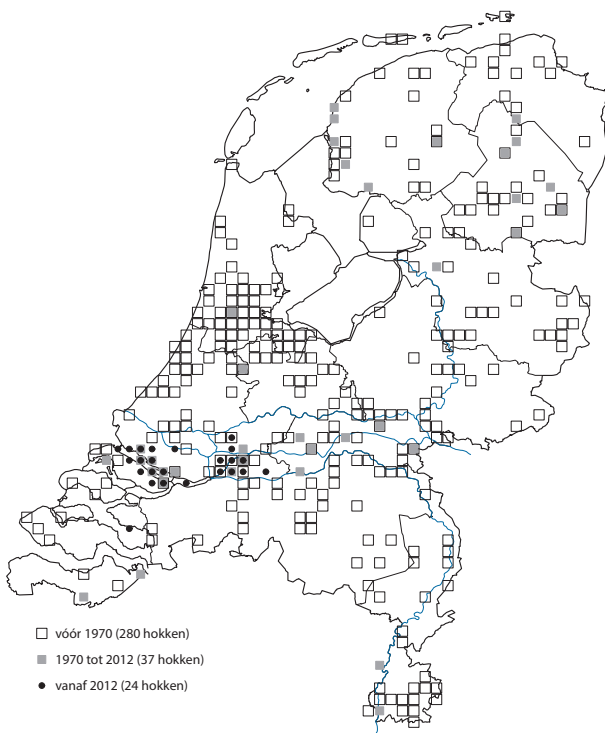 vóór 1970 (280 hokken)
1970 tot 2012 (37 hokken)
vanaf 2012 (24 hokken)